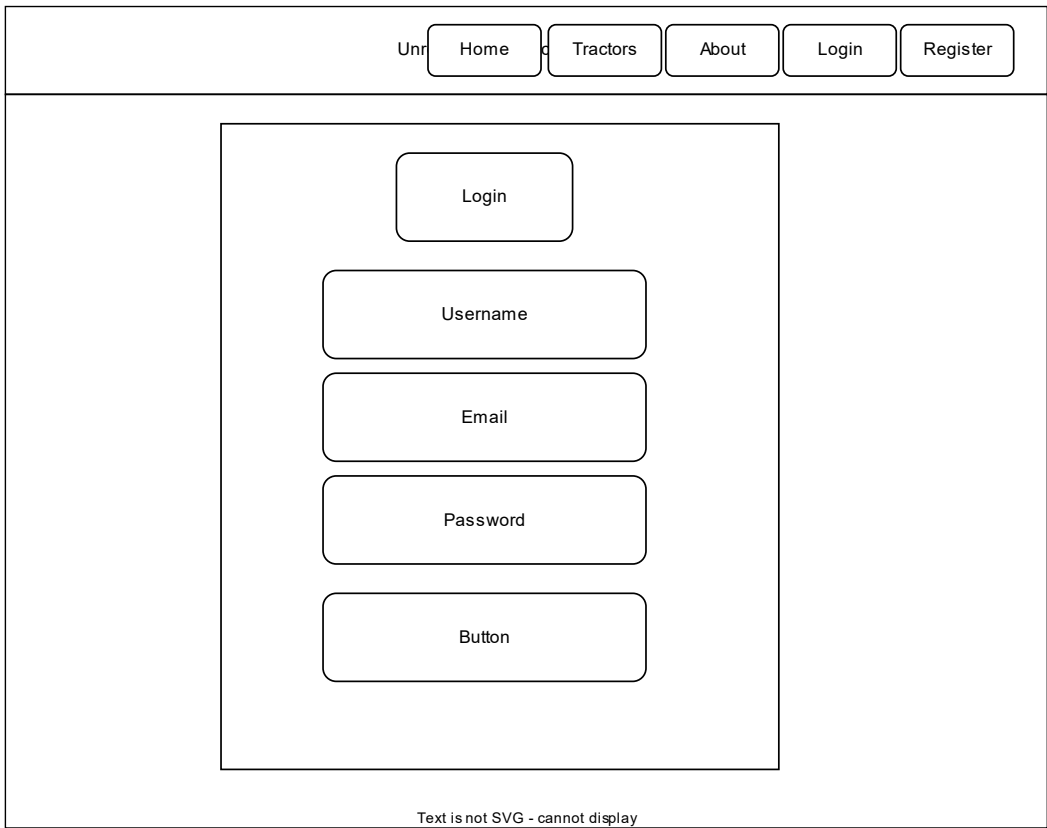 Home Tractors About Login Register
Login
Username
Email
Password
Button
Text is not SVG - cannot display